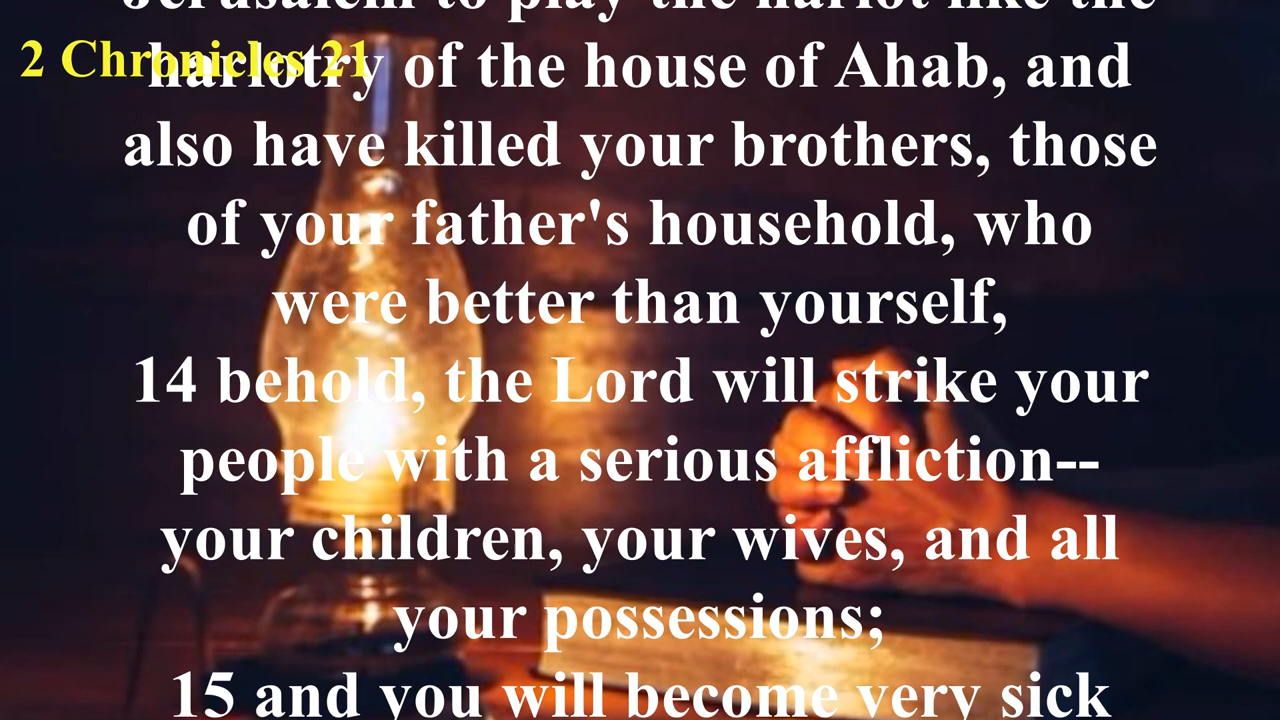 Jerusalem to play the harlot like the
2 Chronicles 21
harlotry of the house of Ahab, and
also have killed your brothers, those
of your father's household, who
were better than yourself,
14 behold, the Lord will strike your
people with a serious affliction--
your children, your wives, and all
your possessions;
15 and you will become very sick